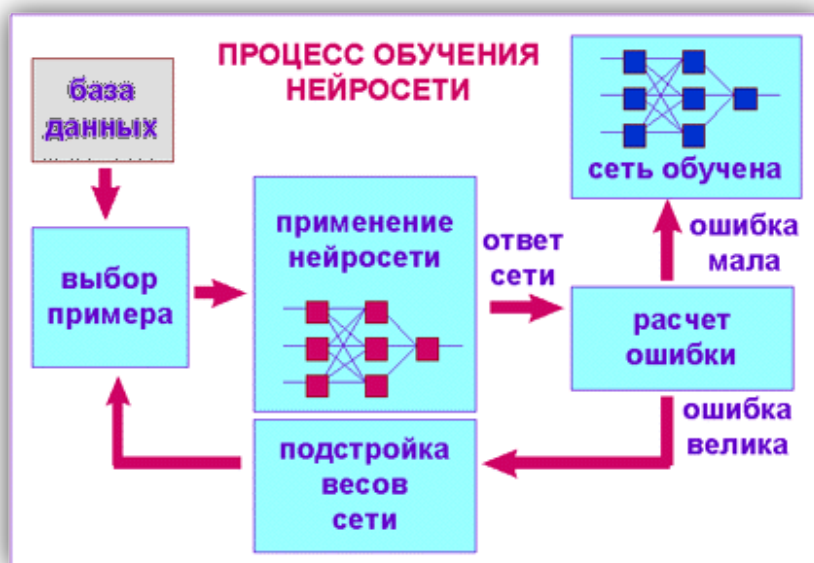 ПРОЦЕСС ОБУЧЕНИЯ
НЕЙРОСЕТИ
база
данных
выбор
примера
применение
нейросети
ответ
сети
расчет
ошибки
ошибка
мала
сеть обучена
ошибка
велика
подстройка
весов
сети